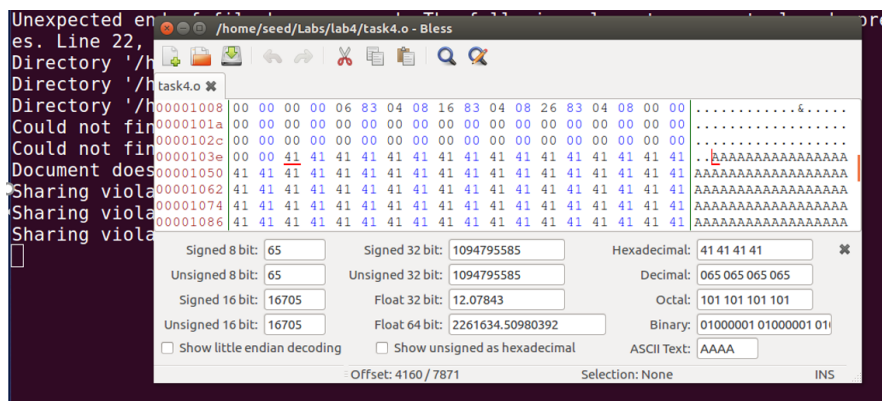 Unexpected en
/home/seed/Labs/lab4/task4.o - Bless
es. Line 22,
Directory '/h
Directory '/h
Directory '/h
Could not fin
Could not fin
Document does
Sharing viola
Sharing viola
Sharing viola
task4.o
00001008 00 00 00 00 06 83 04 08 16 83 04 08 26 83 04 08 00 00 ............&.....
0000101a 00 00 00 00 00 00 00 00 00 00 00 00 00 00 00 00 00 00 ..................
0000102c 00 00 00 00 00 00 00 00 00 00 00 00 00 00 00 00 00 00 ..................
0000103e 00 00 41 41 41 41 41 41 41 41 41 41 41 41 41 41 41 41 ..AAAAAAAAAAAAAAAA
00001050 41 41 41 41 41 41 41 41 41 41 41 41 41 41 41 41 41 41 AAAAAAAAAAAAAAAAAA
00001062 41 41 41 41 41 41 41 41 41 41 41 41 41 41 41 41 41 41 AAAAAAAAAAAAAAAAAA
00001074 41 41 41 41 41 41 41 41 41 41 41 41 41 41 41 41 41 41 AAAAAAAAAAAAAAAAAA
00001086 41 41 41 41 41 41 41 41 41 41 41 41 41 41 41 41 41 41 AAAAAAAAAAAAAAAAAA
Signed 8 bit: 65 Signed 32 bit: 1094795585 Hexadecimal: 41 41 41 41
Unsigned 8 bit: 65 Unsigned 32 bit: 1094795585 Decimal: 065 065 065 065
Signed 16 bit: 16705 Float 32 bit: 12.07843 Octal: 101 101 101 101
Unsigned 16 bit: 16705 Float 64 bit: 2261634.50980392 Binary: 01000001 01000001 01
Show little endian decoding Show unsigned as hexadecimal ASCII Text: AAAA
Offset: 4160 / 7871 Selection: None INS